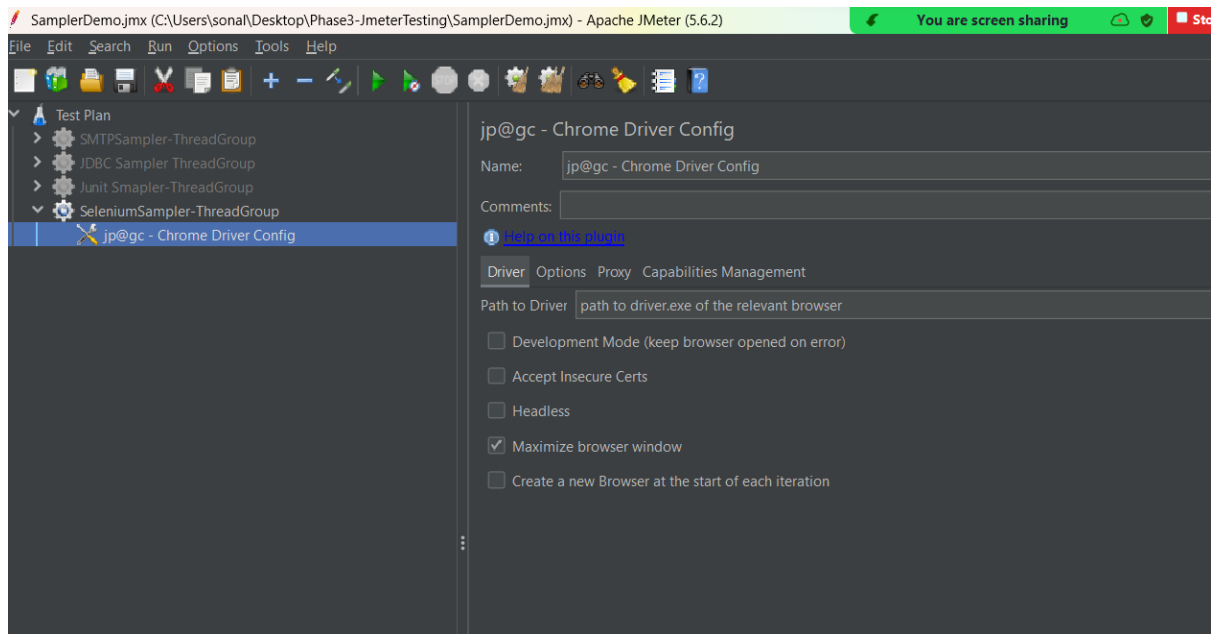 SamplerDemo.jmx (C:\Users\sonal\Desktop\Phase3-JmeterTesting\SamplerDemo.jmx) - Apache JMeter (5.6.2)
You are screen sharing
Sto
File Edit Search Run Options Tools Help
STOP
Test Plan
SMTPSampler-ThreadGroup
JDBC Sampler ThreadGroup
Junit Smapler-ThreadGroup
SeleniumSampler-ThreadGroup
jp@gc - Chrome Driver Config
jp@gc - Chrome Driver Config
Name: jp@gc - Chrome Driver Config
Comments:
Help on this plugin
Driver Options Proxy Capabilities Management
Path to Driver path to driver.exe of the relevant browser
Development Mode (keep browser opened on error)
Accept Insecure Certs
Headless
Maximize browser window
Create a new Browser at the start of each iteration